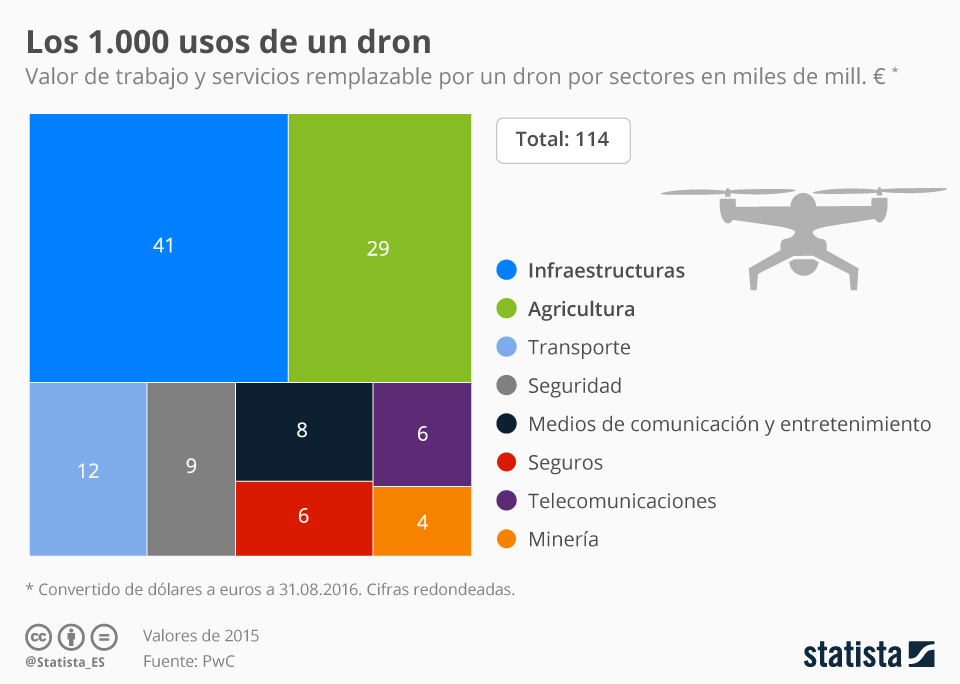 Los 1.000 usos de un dron
Valor de trabajo y servicios remplazable por un dron por sectores en miles de mill. € *
Total: 114
41
29
12
9
8
6
6
4
Infraestructuras
Agricultura
Transporte
Seguridad
Medios de comunicación y entretenimiento
Seguros
Telecomunicaciones
Minería
* Convertido de dólares a euros a 31.08.2016. Cifras redondeadas.
cc
@Statista_ES
Valores de 2015
Fuente: PwC
statista